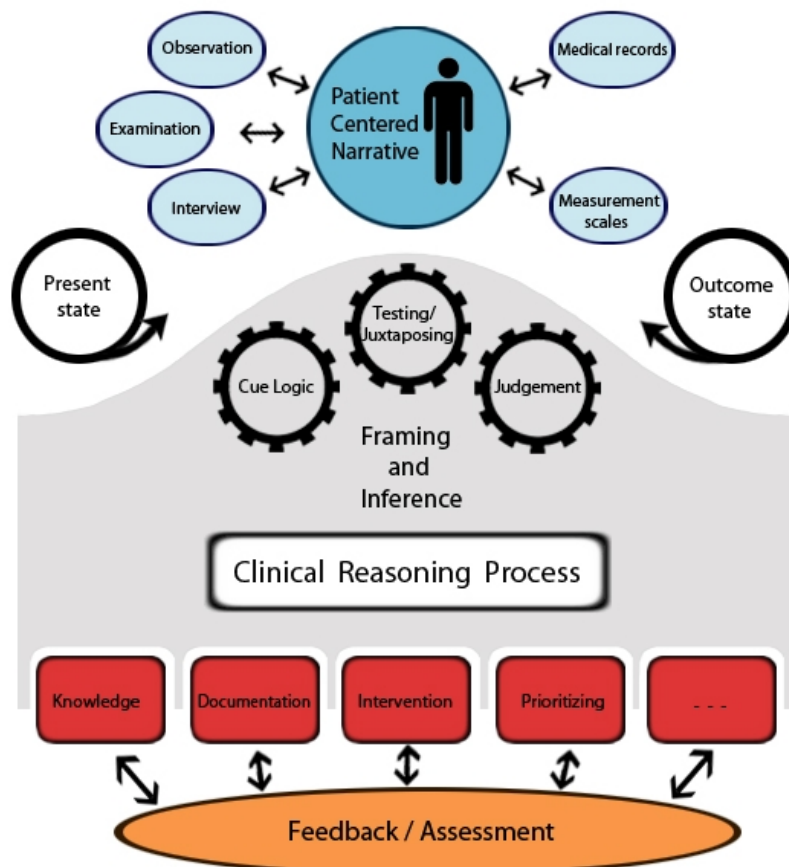 Observation
Medical records
Patient
Centered
Narrative
Examination
Interview
Measurement
scales
Present
state
Outcome
state
Testing/
Juxtaposing
Cue Logic
Judgement
Framing
and
Inference
Clinical Reasoning Process
Knowledge
Documentation
Intervention
Prioritizing
- - -
Feedback / Assessment